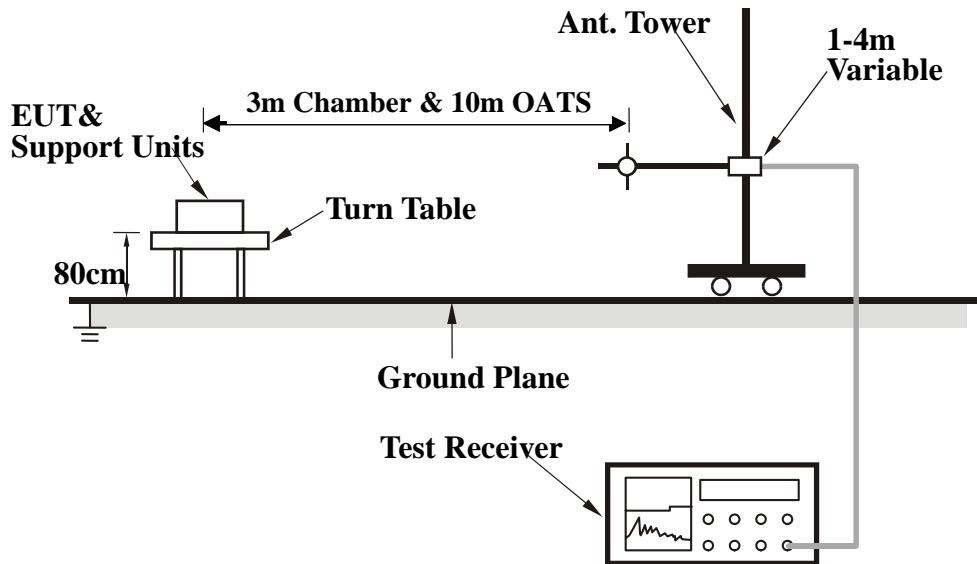 Ant. Tower
1-4m
Variable
3m Chamber & 10m OATS
EUT&
Support Units
Turn Table
80cm
Ground Plane
Test Receiver